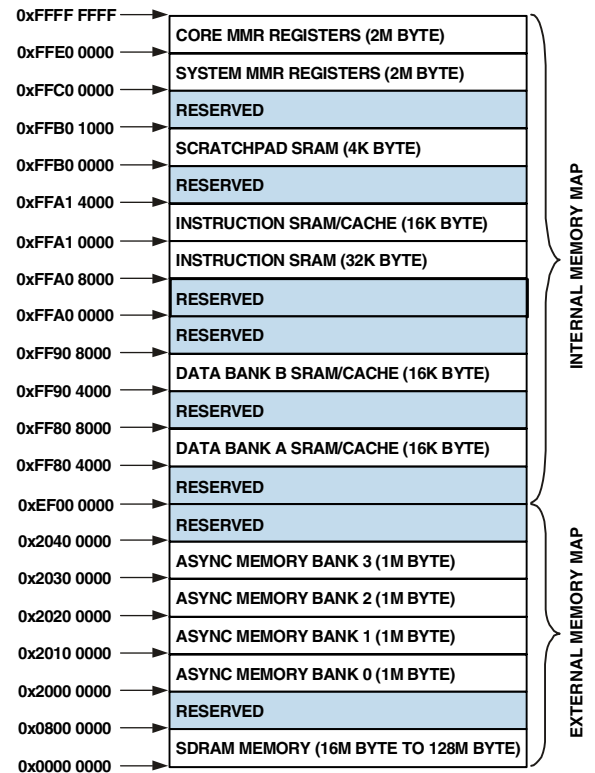 0xFFFF FFFF
CORE MMR REGISTERS (2M BYTE)
0xFFE0 0000
SYSTEM MMR REGISTERS (2M BYTE)
0xFFC0 0000
RESERVED
0xFFB0 1000
SCRATCHPAD SRAM (4K BYTE)
0xFFB0 0000
RESERVED
0xFFA1 4000
INSTRUCTION SRAM/CACHE (16K BYTE)
0xFFA1 0000
INSTRUCTION SRAM (32K BYTE)
0xFFA0 8000
RESERVED
0xFFA0 0000
RESERVED
0xFF90 8000
DATA BANK B SRAM/CACHE (16K BYTE)
0xFF90 4000
RESERVED
0xFF80 8000
DATA BANK A SRAM/CACHE (16K BYTE)
0xFF80 4000
RESERVED
0xEF00 0000
RESERVED
0x2040 0000
ASYNC MEMORY BANK 3 (1M BYTE)
0x2030 0000
ASYNC MEMORY BANK 2 (1M BYTE)
0x2020 0000
ASYNC MEMORY BANK 1 (1M BYTE)
0x2010 0000
ASYNC MEMORY BANK 0 (1M BYTE)
0x2000 0000
RESERVED
0x0800 0000
SDRAM MEMORY (16M BYTE TO 128M BYTE)
0x0000 0000
INTERNAL MEMORY MAP
EXTERNAL MEMORY MAP